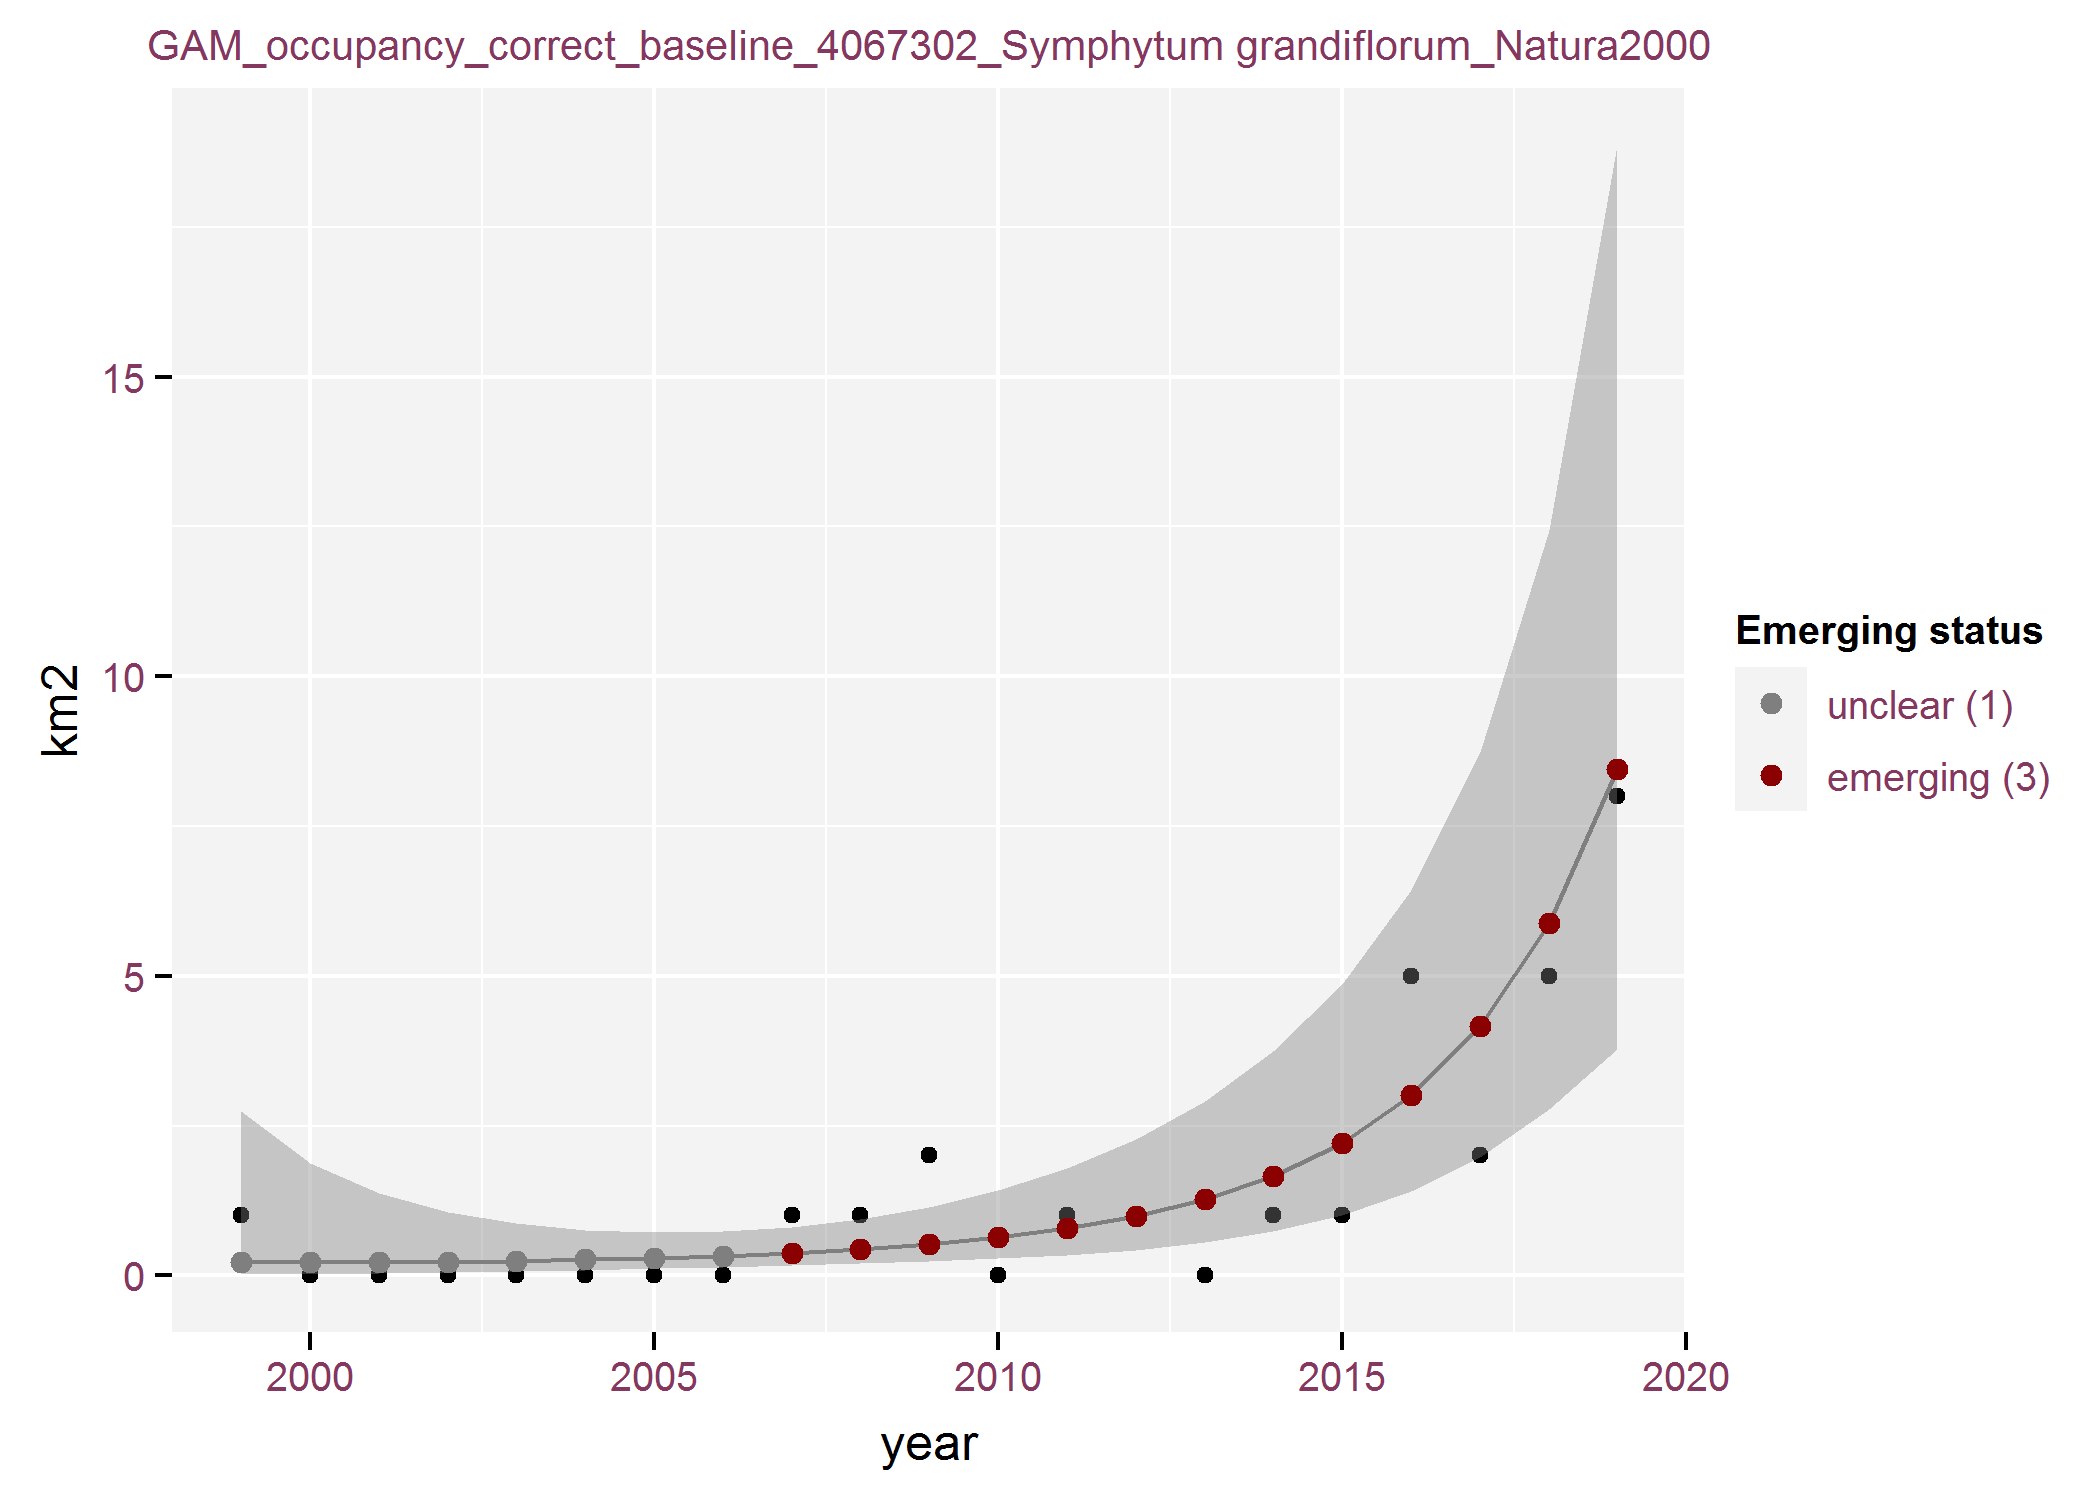 GAM_occupancy_correct_baseline_4067302_Symphytum grandiflorum_Natura2000
15
10
5
0
km2
2000 2005 2010 2015 2020
year
Emerging status
unclear (1)
emerging (3)